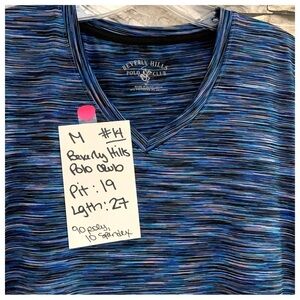 BEVERLY HILLS
POLO CLUB
M #14
Beverly Hills
Polo Club
Pit: 19
Lgth: 27
90 poly,
10 Spandex